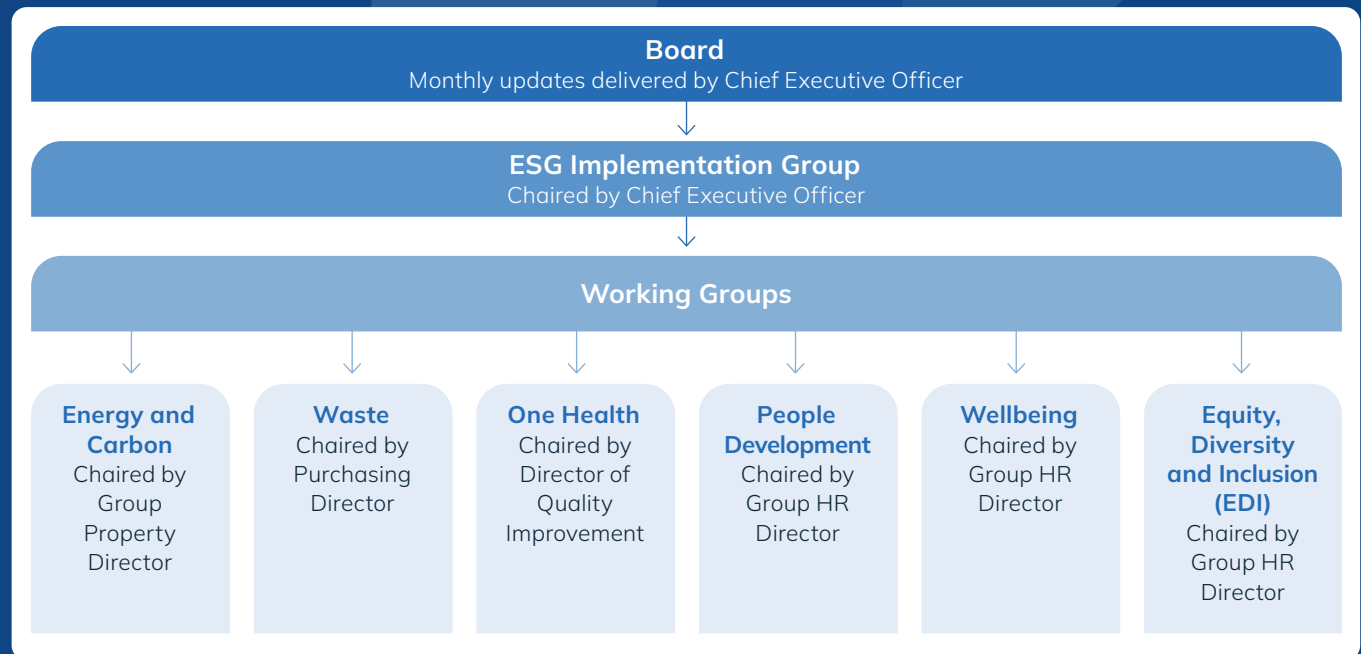 Board
Monthly updates delivered by Chief Executive Officer
ESG Implementation Group
Chaired by Chief Executive Officer
Working Groups
Energy and
Carbon
Chaired by
Group
Property
Director
Waste
Chaired by
Purchasing
Director
One Health
Chaired by
Director of
Quality
Improvement
People
Development
Chaired by
Group HR
Director
Wellbeing
Chaired by
Group HR
Director
Equity,
Diversity
and Inclusion
(EDI)
Chaired by
Group HR
Director